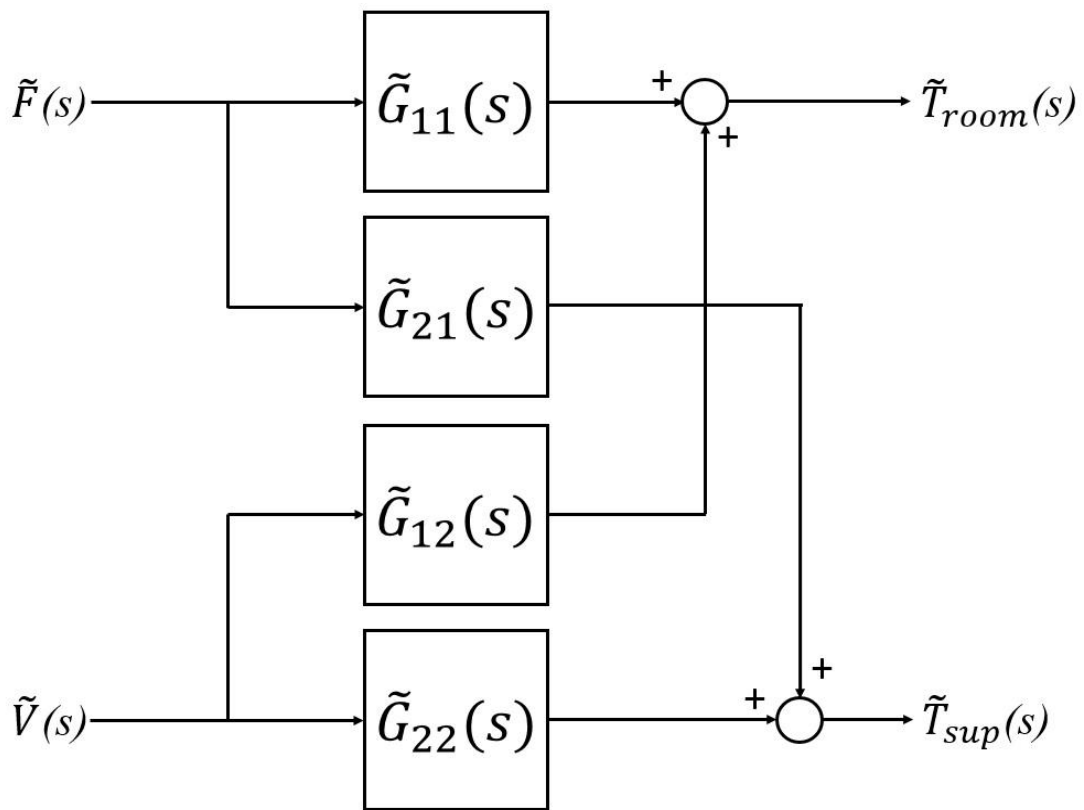 F̃(s)
G̃₁₁(s)
+
+
T̃room(s)
G̃₂₁(s)
G̃₁₂(s)
Ṽ(s)
G̃₂₂(s)
+
+
T̃sup(s)